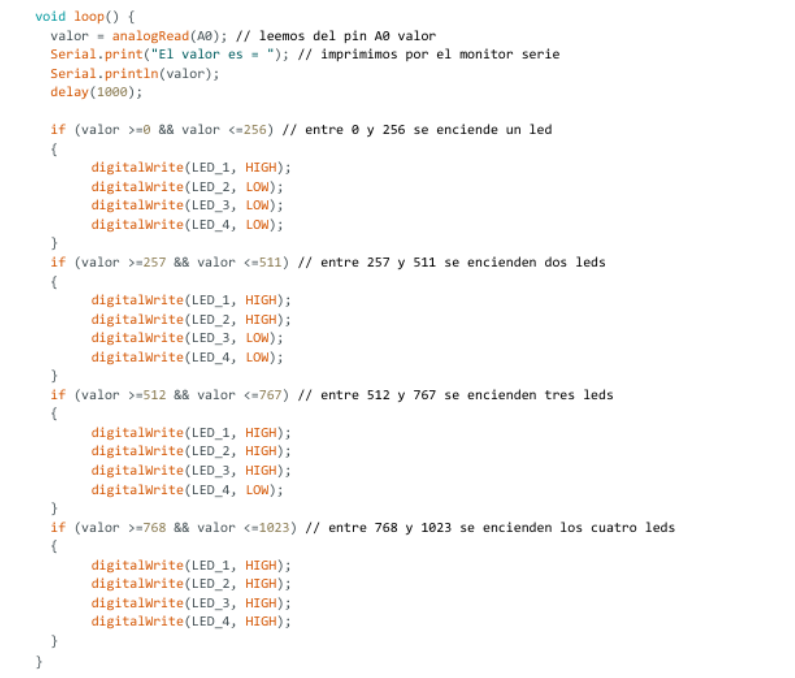 void loop() {
valor = analogRead(A0); // leemos del pin A0 valor
Serial.print("El valor es = "); // imprimimos por el monitor serie
Serial.println(valor);
delay(1000);
if (valor >=0 && valor <=256) // entre 0 y 256 se enciende un led
{
digitalWrite(LED_1, HIGH);
digitalWrite(LED_2, LOW);
digitalWrite(LED_3, LOW);
digitalWrite(LED_4, LOW);
}
if (valor >=257 && valor <=511) // entre 257 y 511 se encienden dos leds
{
digitalWrite(LED_1, HIGH);
digitalWrite(LED_2, HIGH);
digitalWrite(LED_3, LOW);
digitalWrite(LED_4, LOW);
}
if (valor >=512 && valor <=767) // entre 512 y 767 se encienden tres leds
{
digitalWrite(LED_1, HIGH);
digitalWrite(LED_2, HIGH);
digitalWrite(LED_3, HIGH);
digitalWrite(LED_4, LOW);
}
if (valor >=768 && valor <=1023) // entre 768 y 1023 se encienden los cuatro leds
{
digitalWrite(LED_1, HIGH);
digitalWrite(LED_2, HIGH);
digitalWrite(LED_3, HIGH);
digitalWrite(LED_4, HIGH);
}
}